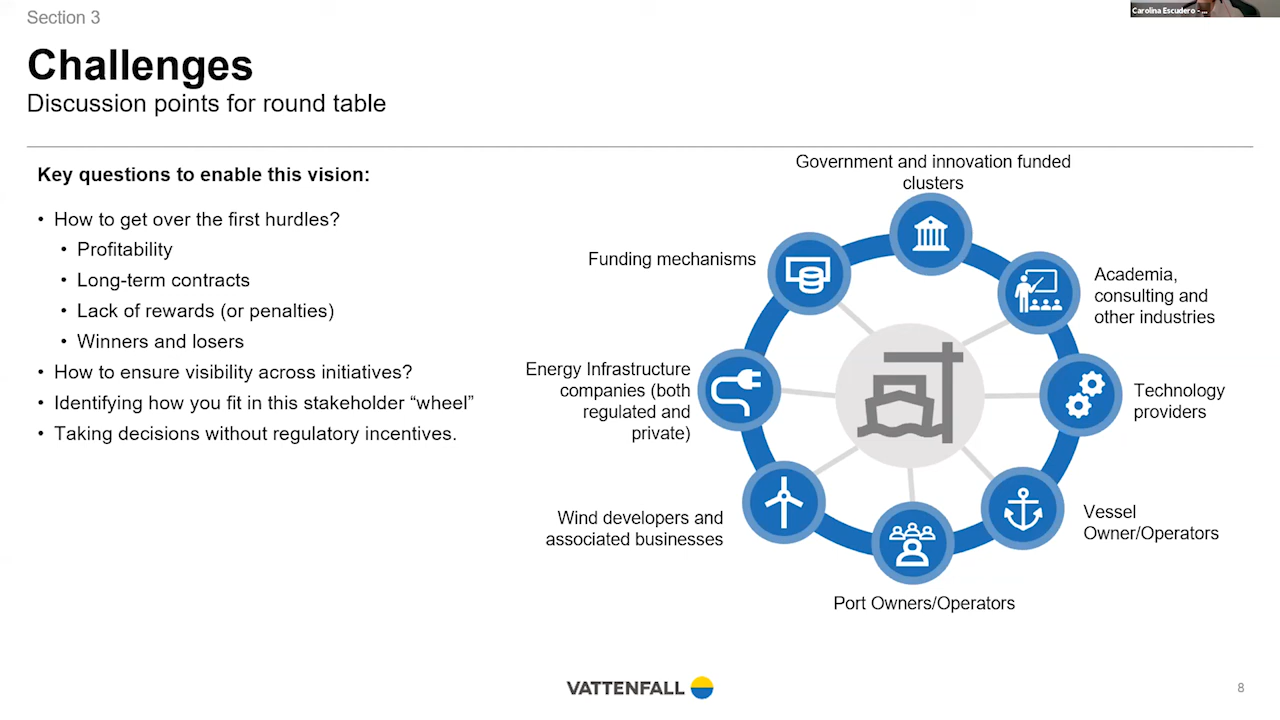 Section 3
Carolina Escudero - ...
Challenges
Discussion points for round table
Key questions to enable this vision:
• How to get over the first hurdles?
• Profitability
• Long-term contracts
• Lack of rewards (or penalties)
• Winners and losers
• How to ensure visibility across initiatives?
• Identifying how you fit in this stakeholder “wheel”
• Taking decisions without regulatory incentives.
Government and innovation funded
clusters
Funding mechanisms
Academia,
consulting and
other industries
Energy Infrastructure
companies (both
regulated and
private)
Technology
providers
Wind developers and
associated businesses
Vessel
Owner/Operators
Port Owners/Operators
VATTENFALL
8